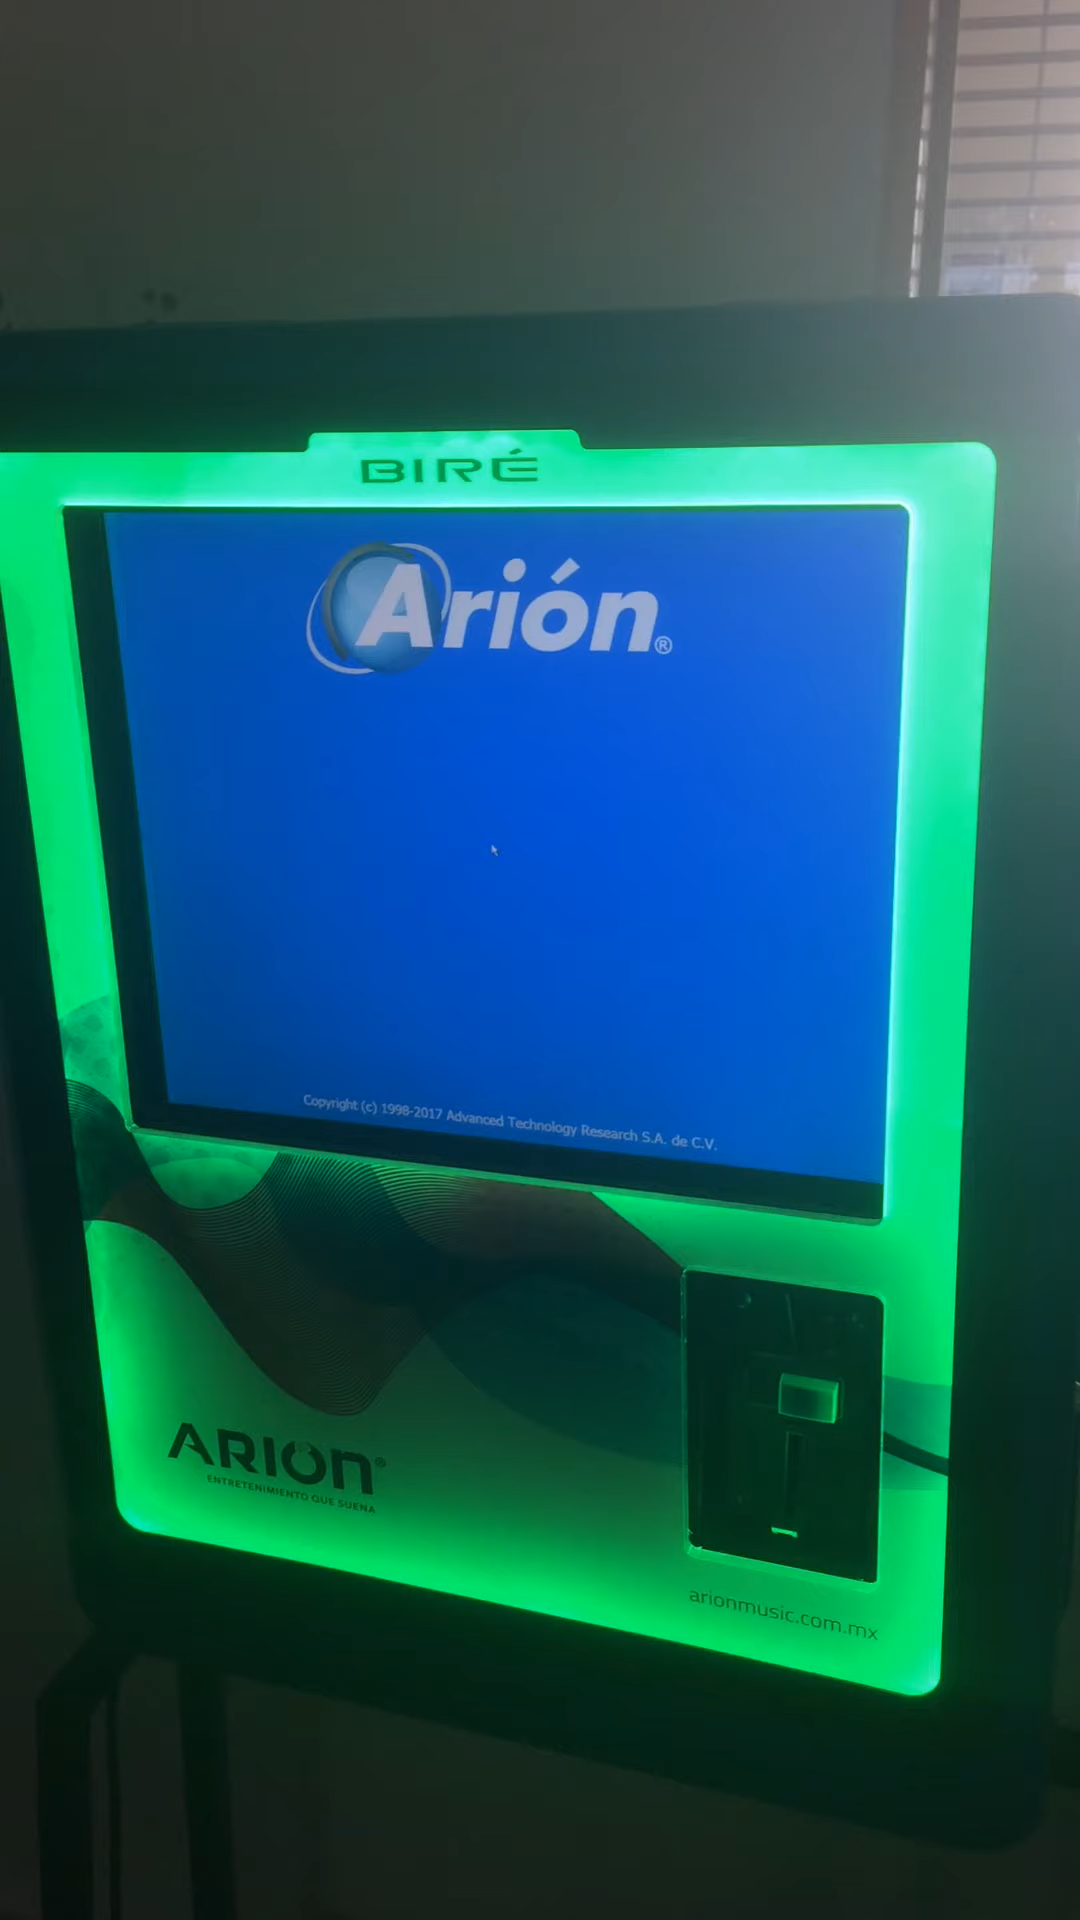 BIRÉ
Arión®
Copyright (c) 1998-2017 Advanced Technology Research S.A. de C.V.
ARION®
ENTRETENIMIENTO QUE SUENA
arionmusic.com.mx